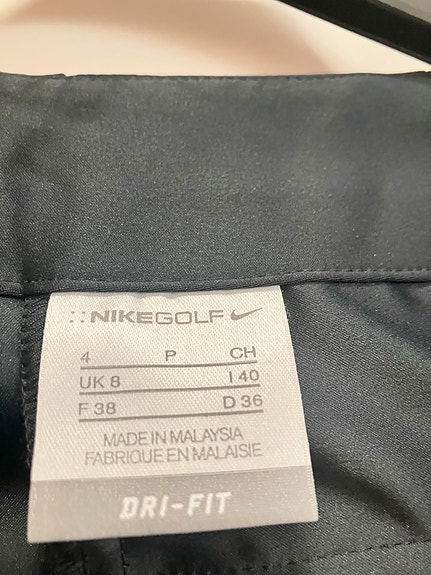 ::NIKEGOLF
4 P CH
UK 8 I 40
F 38 D 36
MADE IN MALAYSIA
FABRIQUE EN MALAISIE
DRI-FIT